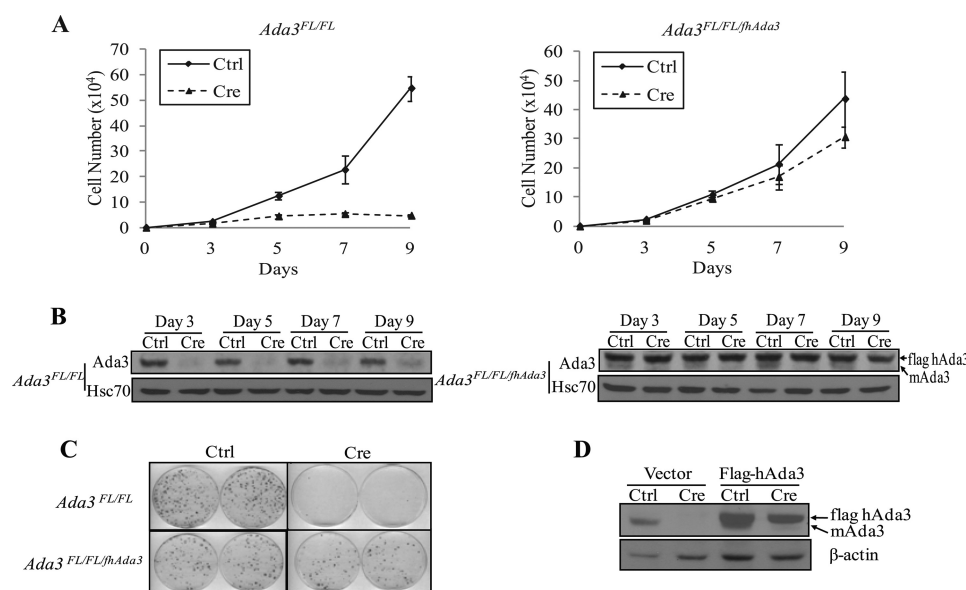 A
Ada3FL/FL
Ada3FL/FL/fhAda3
Cell Number (x10⁴)
70
60
50
40
30
20
10
0
Ctrl
Cre
0 3 5 7 9
Days
Cell Number (x10⁴)
60
50
40
30
20
10
0
Ctrl
Cre
0 3 5 7 9
Days
B
Day 3 Day 5 Day 7 Day 9
Ctrl Cre Ctrl Cre Ctrl Cre Ctrl Cre
Ada3
Ada3FL/FL
Hsc70
Day 3 Day 5 Day 7 Day 9
Ctrl Cre Ctrl Cre Ctrl Cre Ctrl Cre
Ada3
flag hAda3
mAda3
Ada3FL/FL/fhAda3
Hsc70
C
Ctrl Cre
Ada3 FL/FL
Ada3 FL/FL/fhAda3
D
Vector Flag-hAda3
Ctrl Cre Ctrl Cre
flag hAda3
mAda3
β-actin